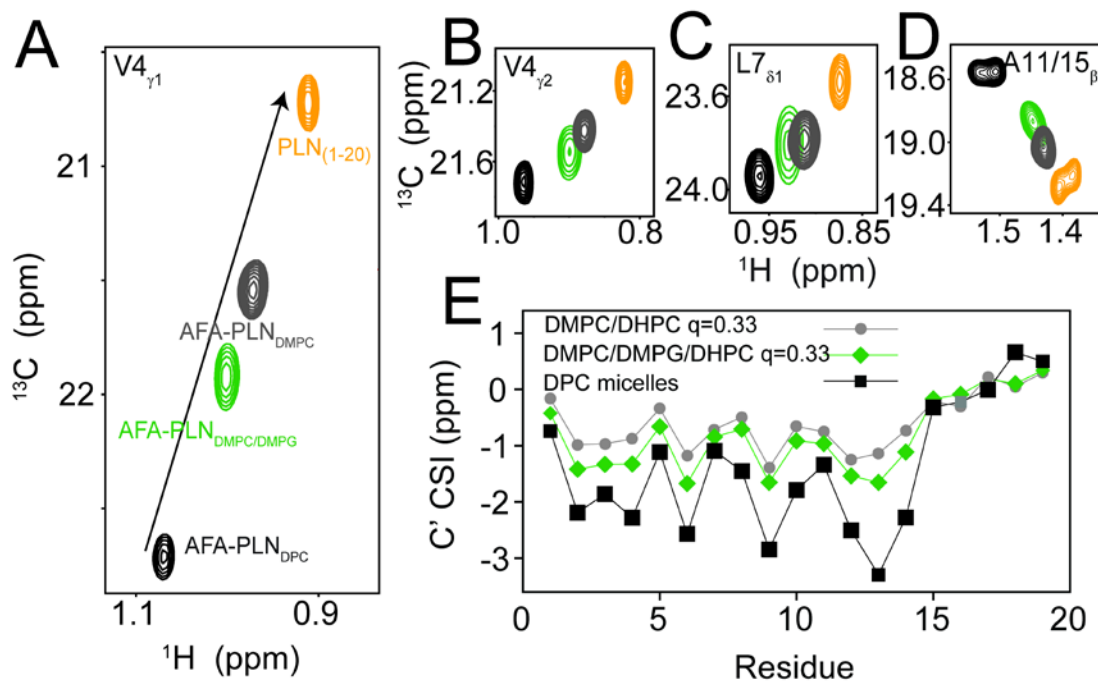 A
V4γ1
21
22
13C (ppm)
PLN(1-20)
AFA-PLNDMPC
AFA-PLNDMPC/DMPG
AFA-PLNDPC
1.1
0.9
1H (ppm)
B
V4γ2
21.2
21.6
13C (ppm)
1.0
0.8
C
L7δ1
23.6
24.0
0.95
0.85
1H (ppm)
D
A11/15β
18.6
19.0
19.4
1.5
1.4
E
DMPC/DHPC q=0.33
DMPC/DMPG/DHPC q=0.33
DPC micelles
C' CSI (ppm)
1
0
-1
-2
-3
0
5
10
15
20
Residue